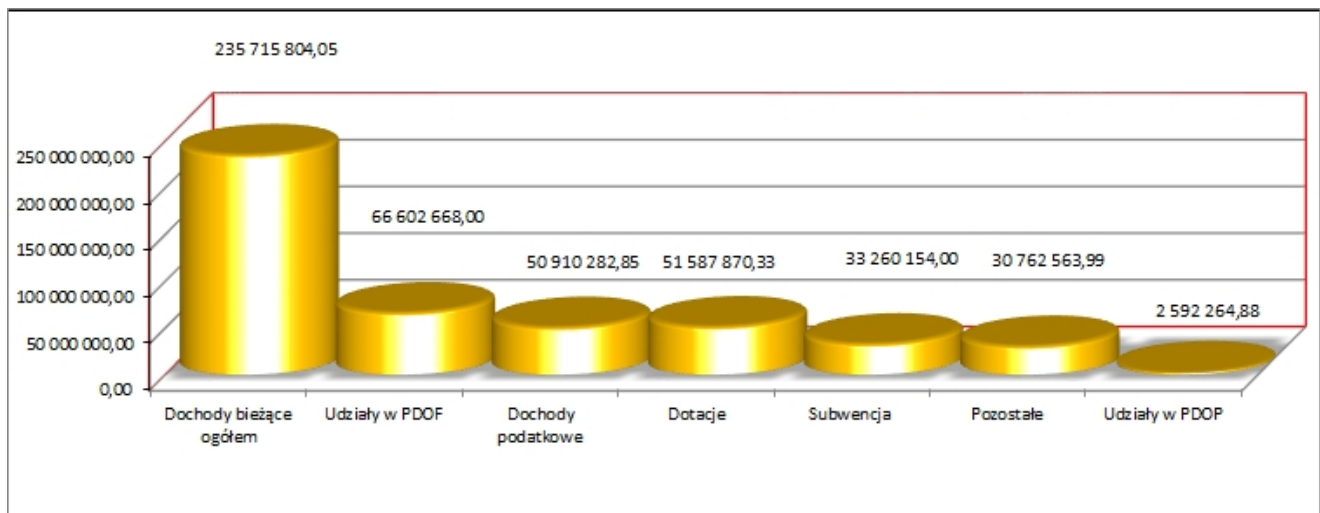 235 715 804,05
250 000 000,00
200 000 000,00
150 000 000,00
100 000 000,00
50 000 000,00
0,00
66 602 668,00
50 910 282,85
51 587 870,33
33 260 154,00
30 762 563,99
2 592 264,88
Dochody bieżące
ogółem
Udziały w PDOF
Dochody
podatkowe
Dotacje
Subwencja
Pozostałe
Udziały w PDOP